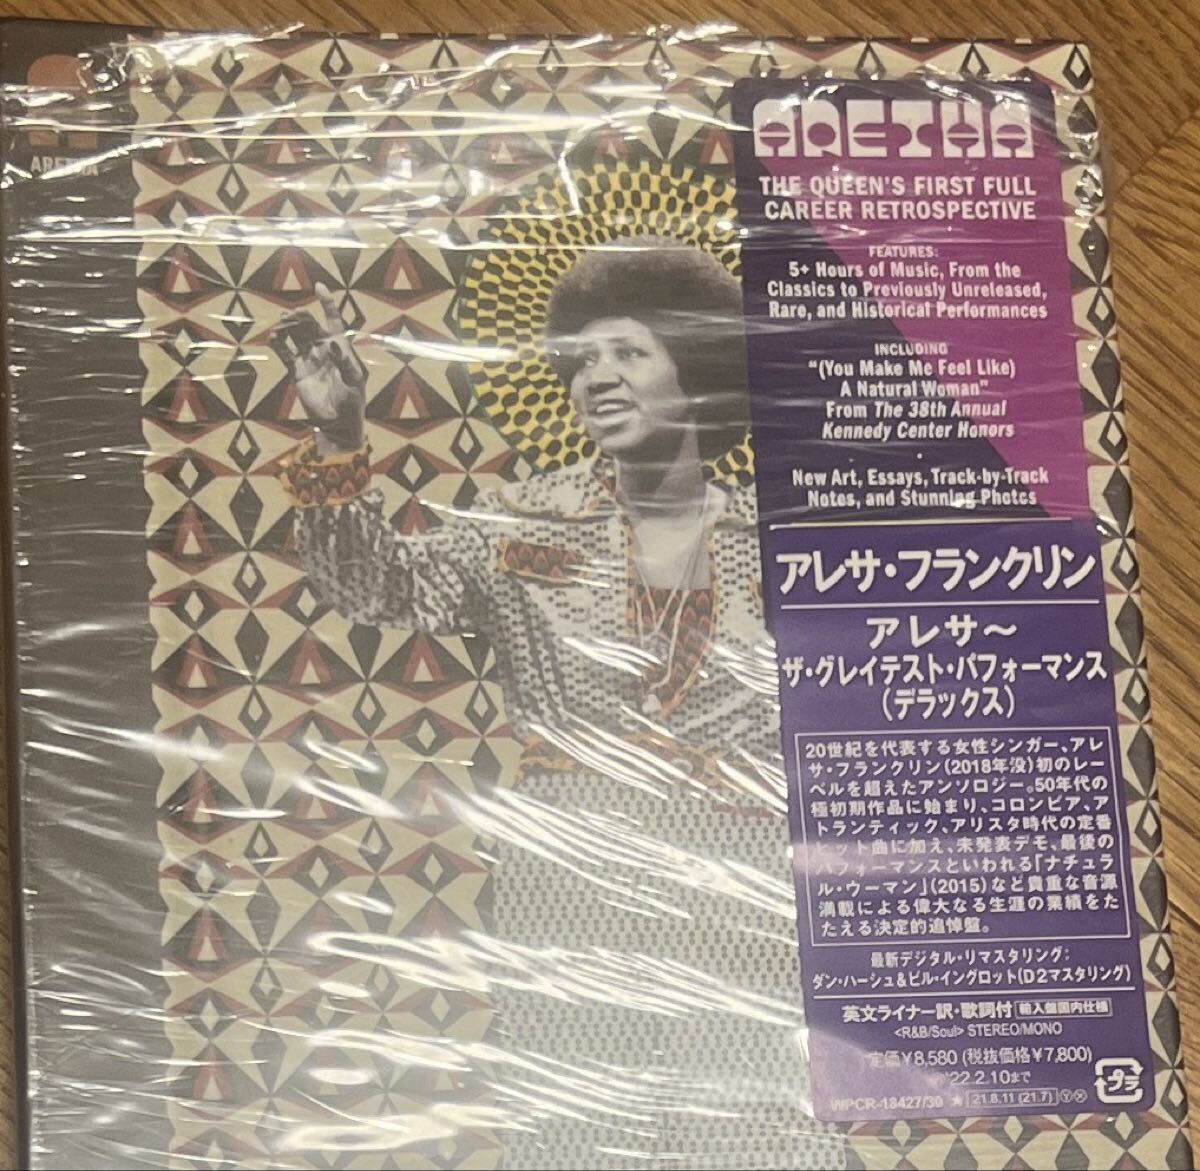 ARETHA
ARETHA
THE QUEEN'S FIRST FULL
CAREER RETROSPECTIVE
FEATURES:
5+ Hours of Music, From the
Classics to Previously Unreleased,
Rare, and Historical Performances
INCLUDING
"(You Make Me Feel Like)
A Natural Woman"
From The 38th Annual
Kennedy Center Honors
New Art, Essays, Track-by-Track
Notes, and Stunning Photos
アレサ・フランクリン
アレサ～
ザ・グレイテスト・パフォーマンス
(デラックス)
20世紀を代表する女性シンガー、アレ
サ・フランクリン(2018年没)初のレー
ベルを超えたアンソロジー。50年代の
極初期作品に始まり、コロンビア、ア
トランティック、アリスタ時代の定番
ヒット曲に加え、未発表デモ、最後の
パフォーマンスといわれる「ナチュラ
ル・ウーマン」(2015)など貴重な音源
満載による偉大なる生涯の業績をた
たえる決定的追悼盤。
最新デジタル・リマスタリング:
ダン・ハーシュ&ビル・イングロット(D2マスタリング)
英文ライナー訳・歌詞付 輸入盤国内仕様
<R&B/Soul> STEREO/MONO
定価¥8,580 (税抜価格¥7,800)
22.2.10まで
WPCR-18427/30 ★ 21.8.11 (21.7)
プラ